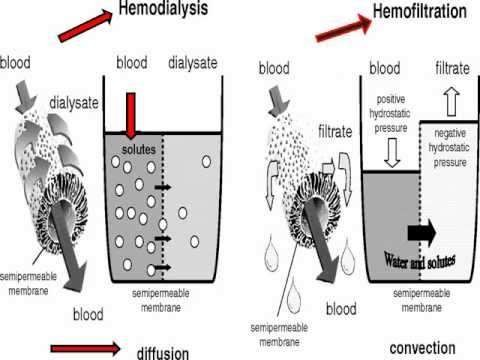 Hemodialysis
blood
dialysate
semipermeable
membrane
blood
blood
dialysate
solutes
semipermeable
membrane
diffusion
Hemofiltration
blood
filtrate
semipermeable
membrane
blood
blood
filtrate
positive
hydrostatic
pressure
negative
hydrostatic
pressure
Water and solutes
semipermeable
membrane
convection